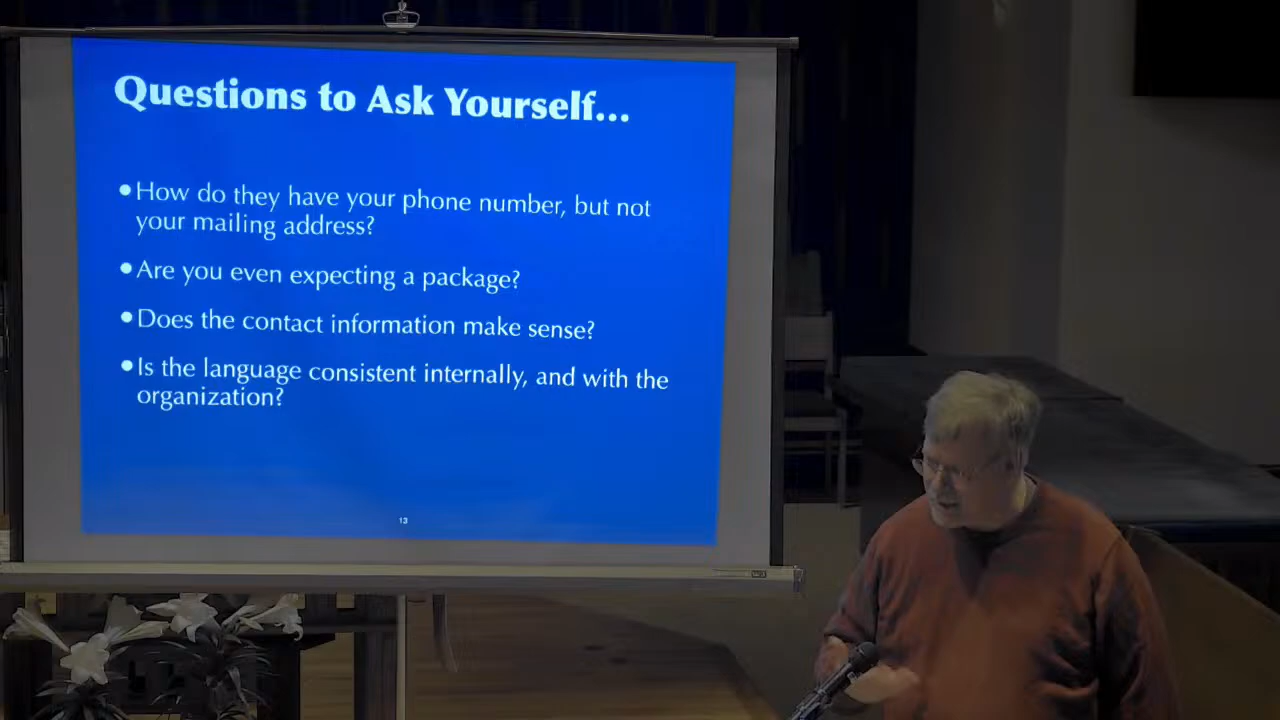 Questions to Ask Yourself...
•How do they have your phone number, but not
your mailing address?
•Are you even expecting a package?
•Does the contact information make sense?
•Is the language consistent internally, and with the
organization?
13